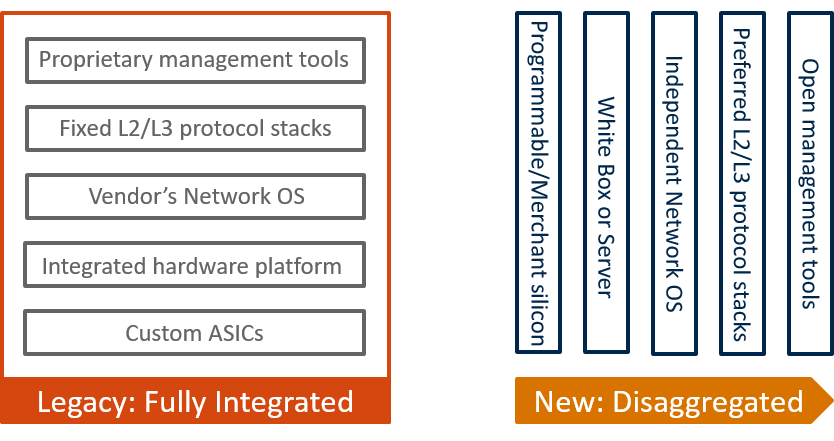 Proprietary management tools
Fixed L2/L3 protocol stacks
Vendor’s Network OS
Integrated hardware platform
Custom ASICs
Legacy: Fully Integrated
Programmable/Merchant silicon
White Box or Server
Independent Network OS
Preferred L2/L3 protocol stacks
Open management tools
New: Disaggregated